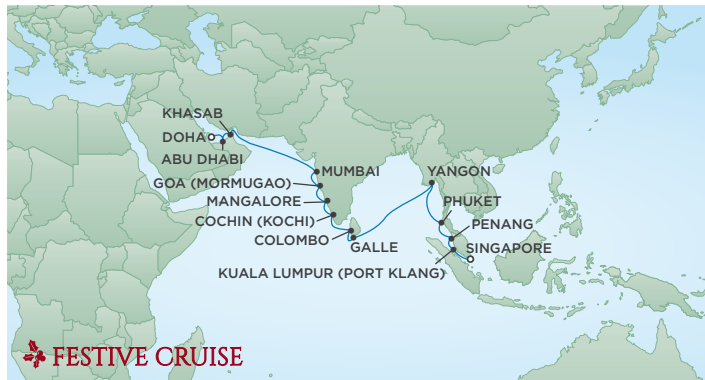 KHASAB
DOHA
ABU DHABI
MUMBAI
YANGON
GOA (MORMUGAO)
MANGALORE
PHUKET
COCHIN (KOCHI)
PENANG
COLOMBO
GALLE
SINGAPORE
KUALA LUMPUR (PORT KLANG)
FESTIVE CRUISE